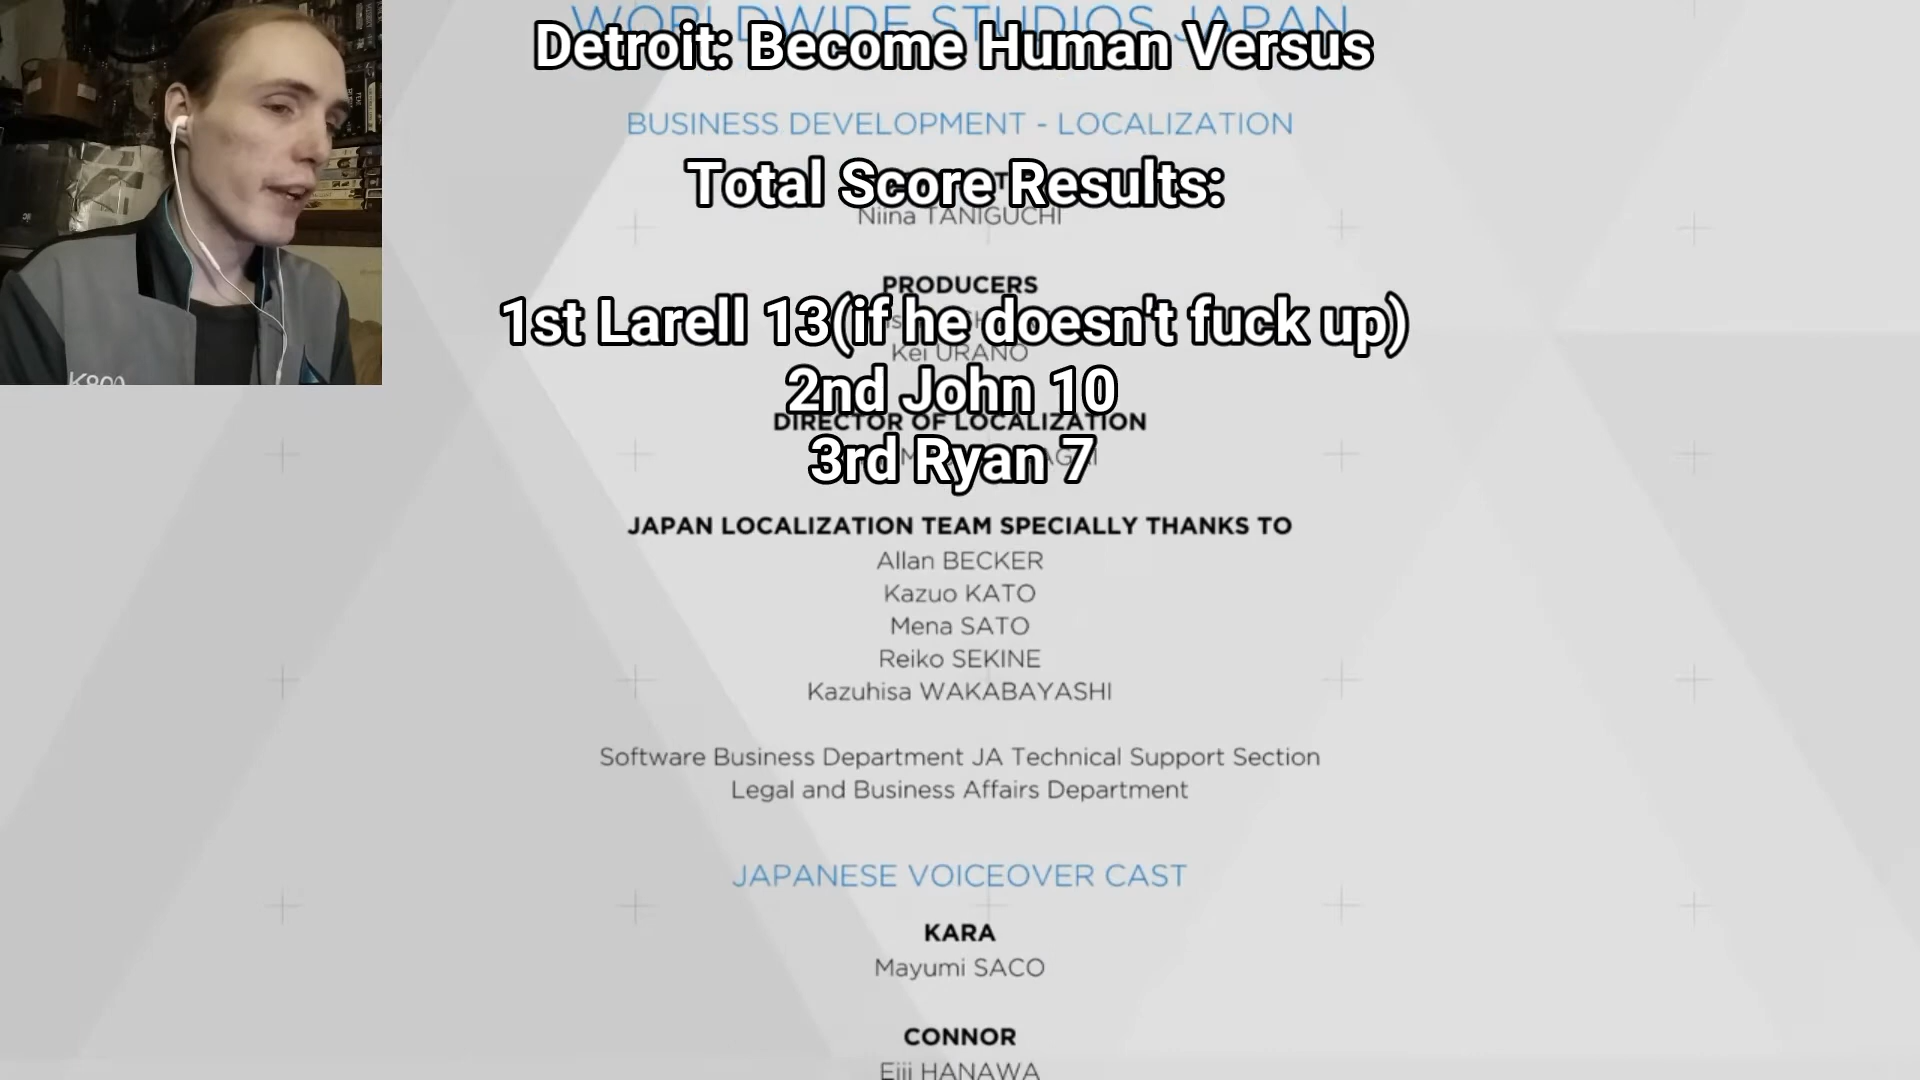 WORLDWIDE STUDIOS JAPAN
Detroit: Become Human Versus
BUSINESS DEVELOPMENT - LOCALIZATION
Total Score Results:
Niina TANIGUCHI
PRODUCERS
1st Larell 13(if he doesn't fuck up)
Kei URANO
2nd John 10
DIRECTOR OF LOCALIZATION
3rd Ryan 7
JAPAN LOCALIZATION TEAM SPECIALLY THANKS TO
Allan BECKER
Kazuo KATO
Mena SATO
Reiko SEKINE
Kazuhisa WAKABAYASHI
Software Business Department JA Technical Support Section
Legal and Business Affairs Department
JAPANESE VOICEOVER CAST
KARA
Mayumi SACO
CONNOR
Eiji HANAWA